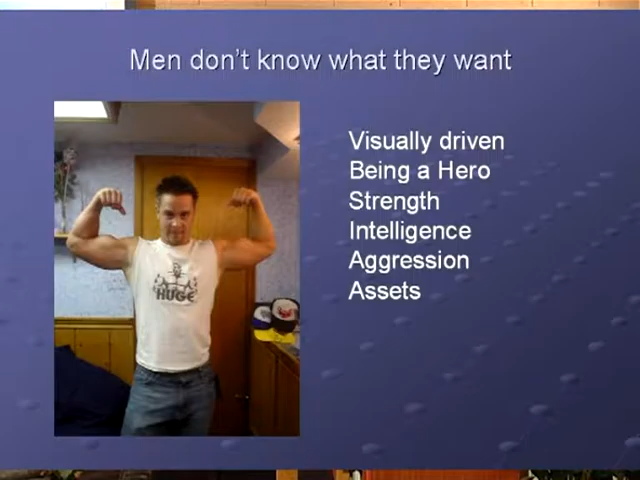 Men don't know what they want
Visually driven
Being a Hero
Strength
Intelligence
Aggression
Assets
HUGE